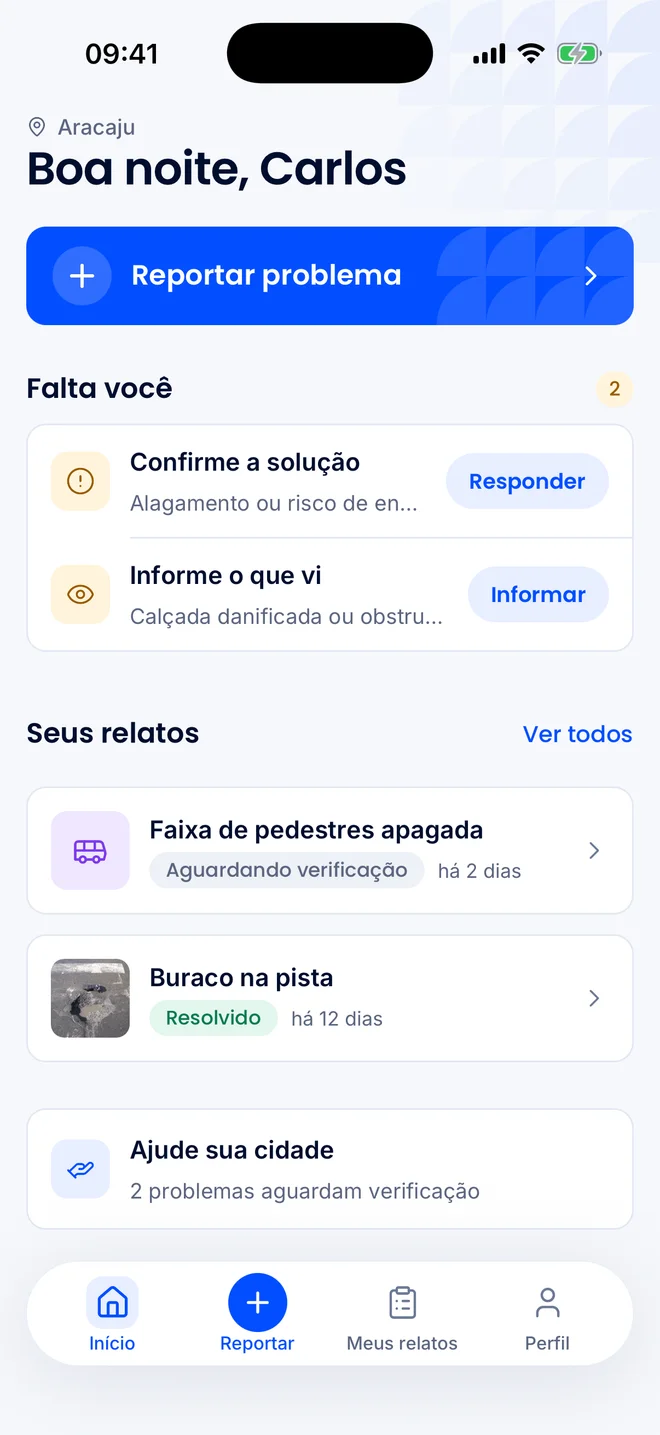 09:41
Aracaju
Boa noite, Carlos
Reportar problema
Falta você
2
Confirme a solução
Alagamento ou risco de en...
Responder
Informe o que vi
Calçada danificada ou obstru...
Informar
Seus relatos
Ver todos
Faixa de pedestres apagada
Aguardando verificação
há 2 dias
Buraco na pista
Resolvido
há 12 dias
Ajude sua cidade
2 problemas aguardam verificação
Início
Reportar
Meus relatos
Perfil